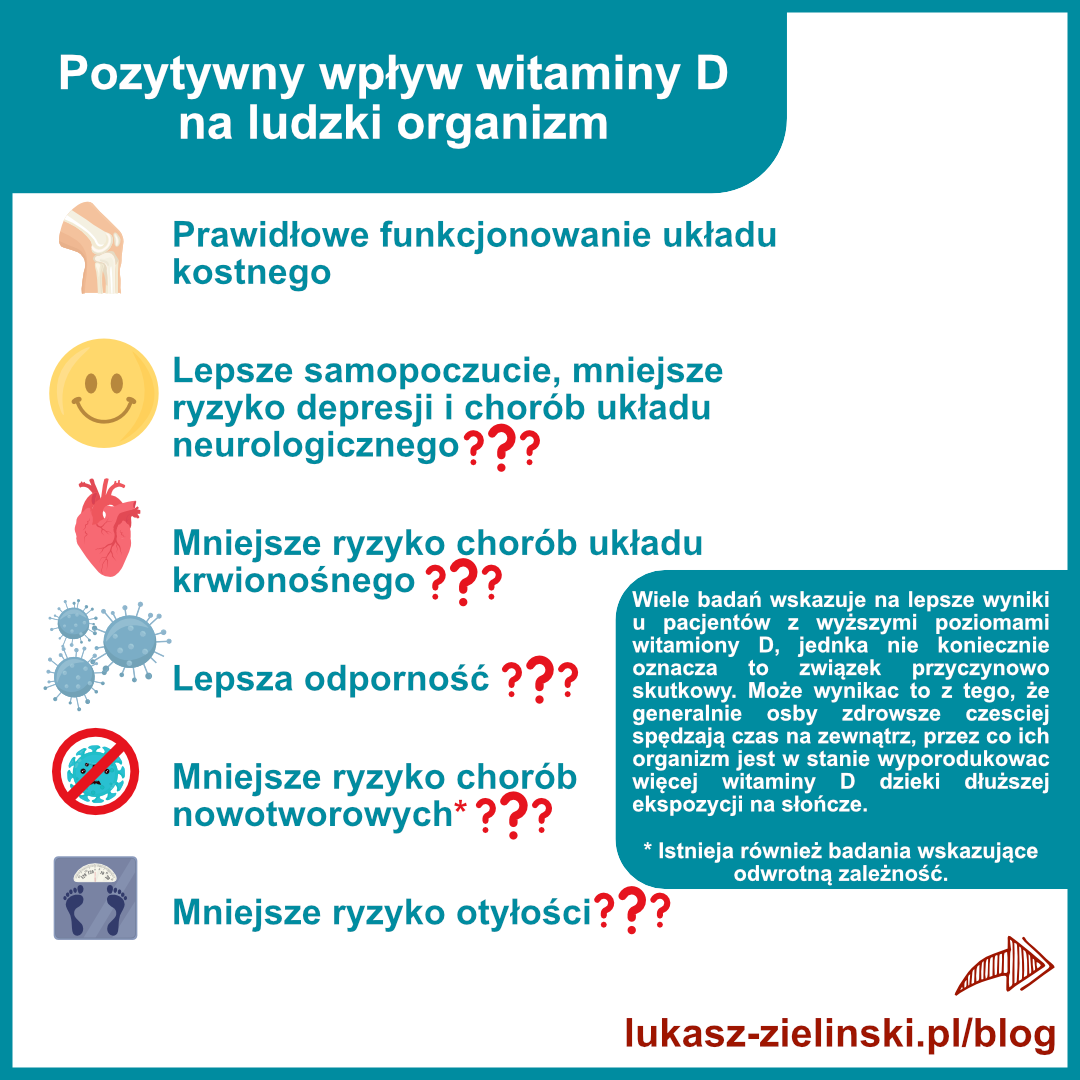 Pozytywny wpływ witaminy D
na ludzki organizm
Prawidłowe funkcjonowanie układu
kostnego
Lepsze samopoczucie, mniejsze
ryzyko depresji i chorób układu
neurologicznego???
Mniejsze ryzyko chorób układu
krwionośnego ???
Lepsza odporność ???
Mniejsze ryzyko chorób
nowotworowych* ???
Mniejsze ryzyko otyłości???
Wiele badań wskazuje na lepsze wyniki
u pacjentów z wyższymi poziomami
witamiony D, jednka nie koniecznie
oznacza to związek przyczynowo
skutkowy. Może wynikac to z tego, że
generalnie osby zdrowsze czesciej
spędzają czas na zewnątrz, przez co ich
organizm jest w stanie wyporodukowac
więcej witaminy D dzieki dłuższej
ekspozycji na słończe.
* Istnieja również badania wskazujące
odwrotną zależność.
lukasz-zielinski.pl/blog